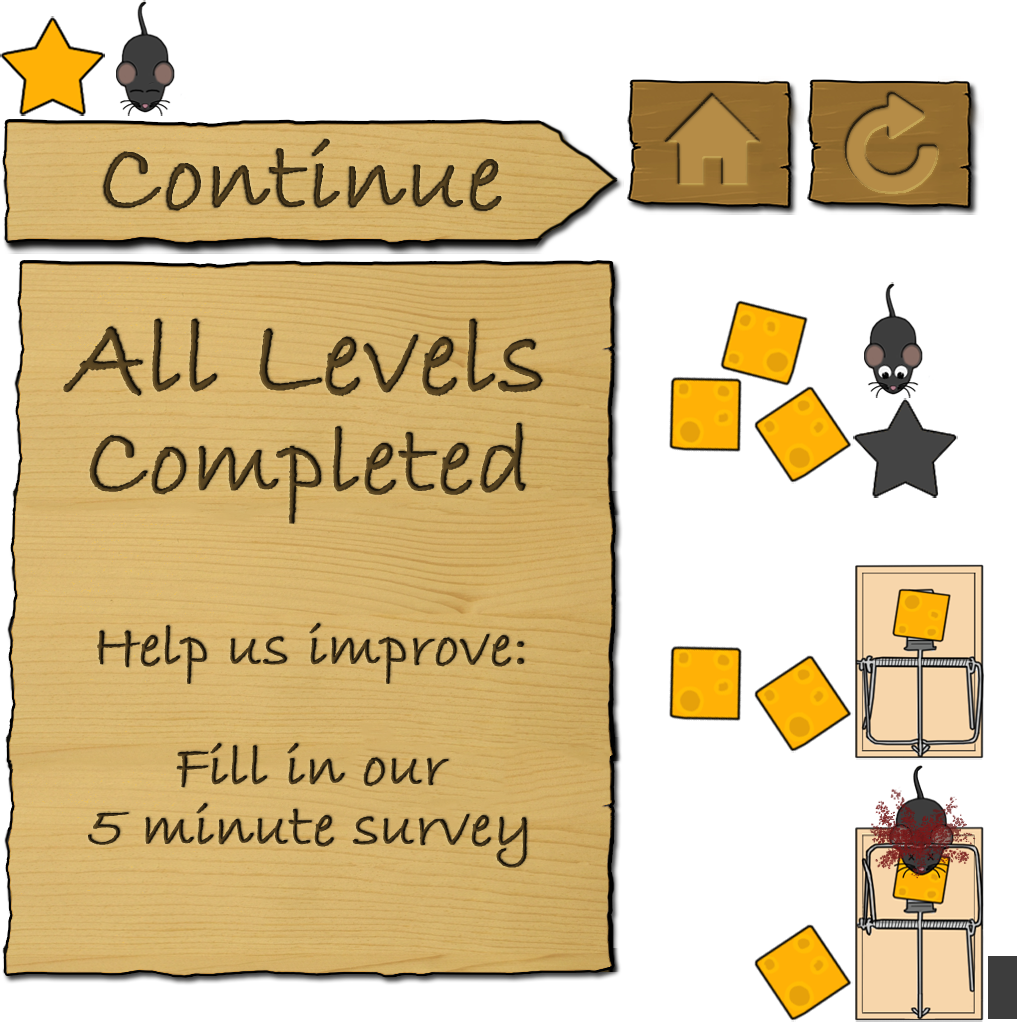 Continue
All Levels
Completed
Help us improve:
Fill in our
5 minute survey